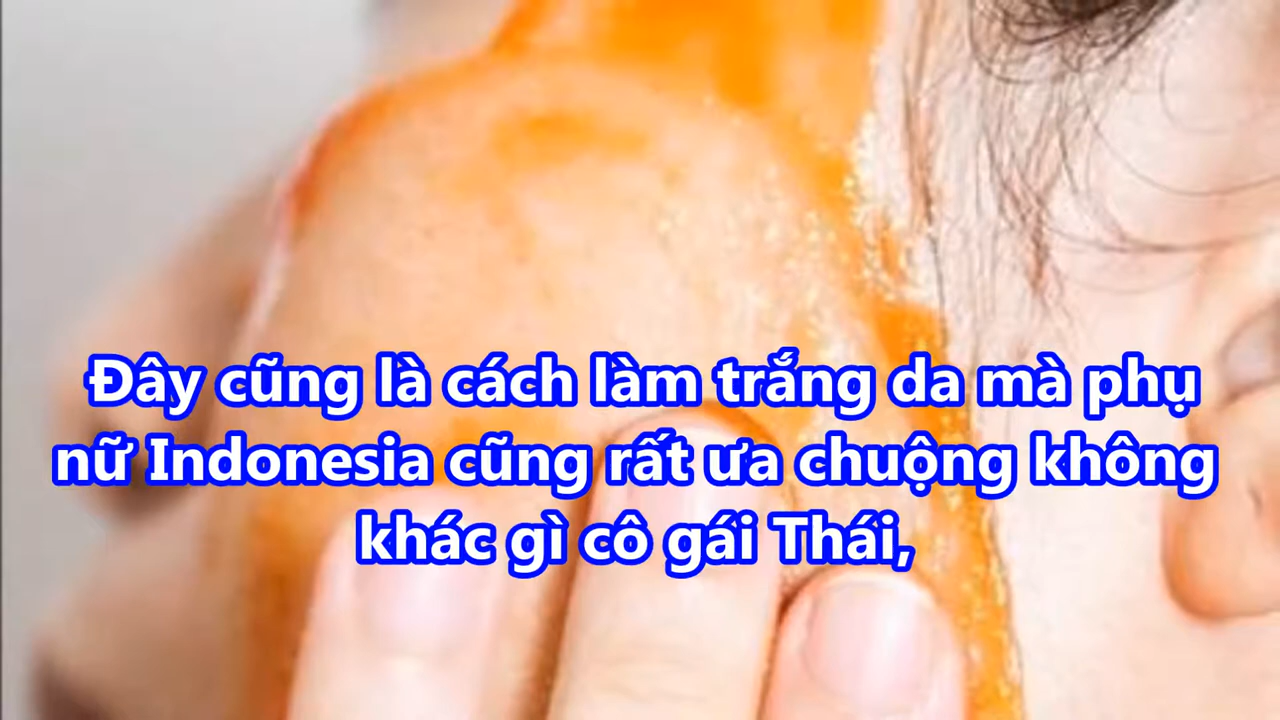 Đây cũng là cách làm trắng da mà phụ
nữ Indonesia cũng rất ưa chuộng không
khác gì cô gái Thái,